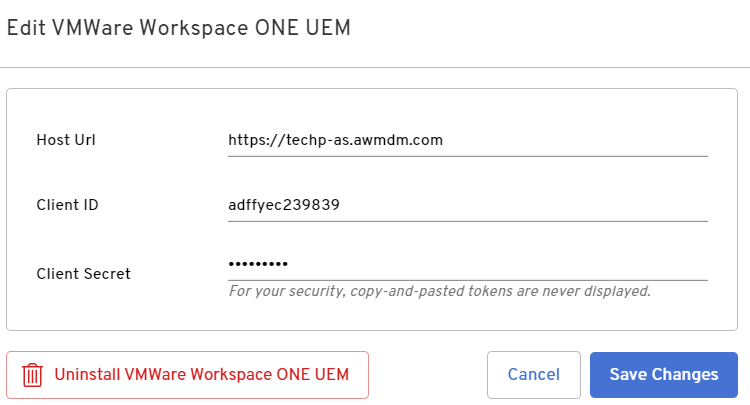 Edit VMWare Workspace ONE UEM
Host Url https://techp-as.awmdm.com
Client ID adffyec239839
Client Secret •••••••••
For your security, copy-and-pasted tokens are never displayed.
Uninstall VMWare Workspace ONE UEM Cancel Save Changes